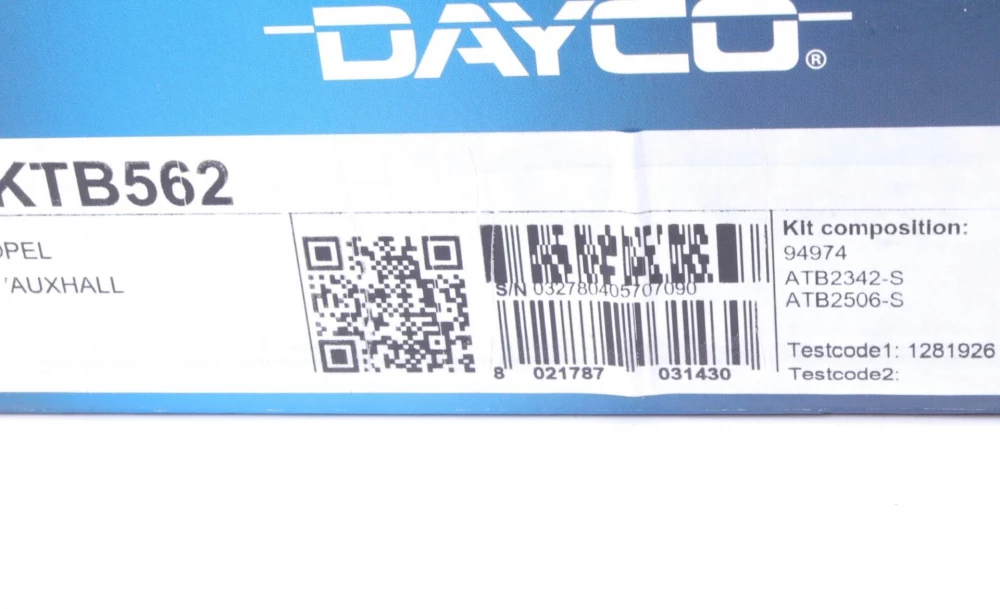 DAYCO®
KTB562
OPEL
VAUXHALL
S/N 032780405707090
8 021787 031430
Kit composition:
94974
ATB2342-S
ATB2506-S
Testcode1: 1281926
Testcode2: